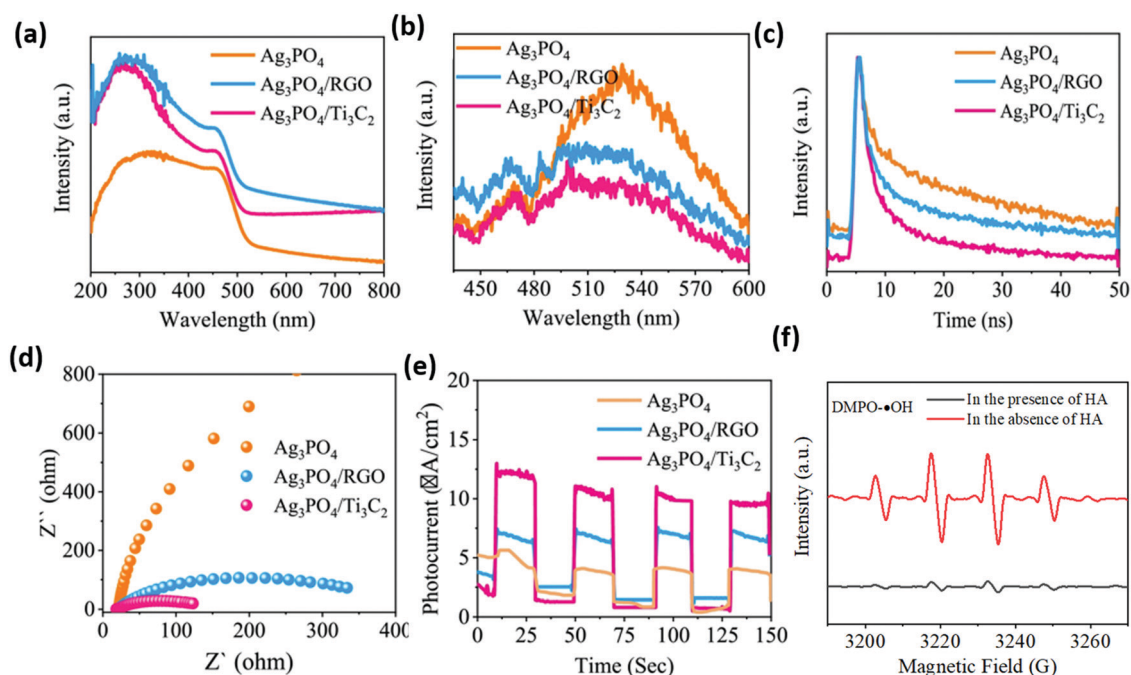 (a)
Ag₃PO₄
Ag₃PO₄/RGO
Ag₃PO₄/Ti₃C₂
Intensity (a.u.)
200 300 400 500 600 700 800
Wavelength (nm)
(b)
Ag₃PO₄
Ag₃PO₄/RGO
Ag₃PO₄/Ti₃C₂
Intensity (a.u.)
450 480 510 540 570 600
Wavelength (nm)
(c)
Ag₃PO₄
Ag₃PO₄/RGO
Ag₃PO₄/Ti₃C₂
Intensity (a.u.)
0 10 20 30 40 50
Time (ns)
(d)
800
600
400
200
0
Z`` (ohm)
Ag₃PO₄
Ag₃PO₄/RGO
Ag₃PO₄/Ti₃C₂
0 100 200 300 400
Z` (ohm)
(e)
20
15
10
5
0
Photocurrent (☒A/cm²)
Ag₃PO₄
Ag₃PO₄/RGO
Ag₃PO₄/Ti₃C₂
0 25 50 75 100 125 150
Time (Sec)
(f)
DMPO-•OH
In the presence of HA
In the absence of HA
Intensity (a.u.)
3200 3220 3240 3260
Magnetic Field (G)